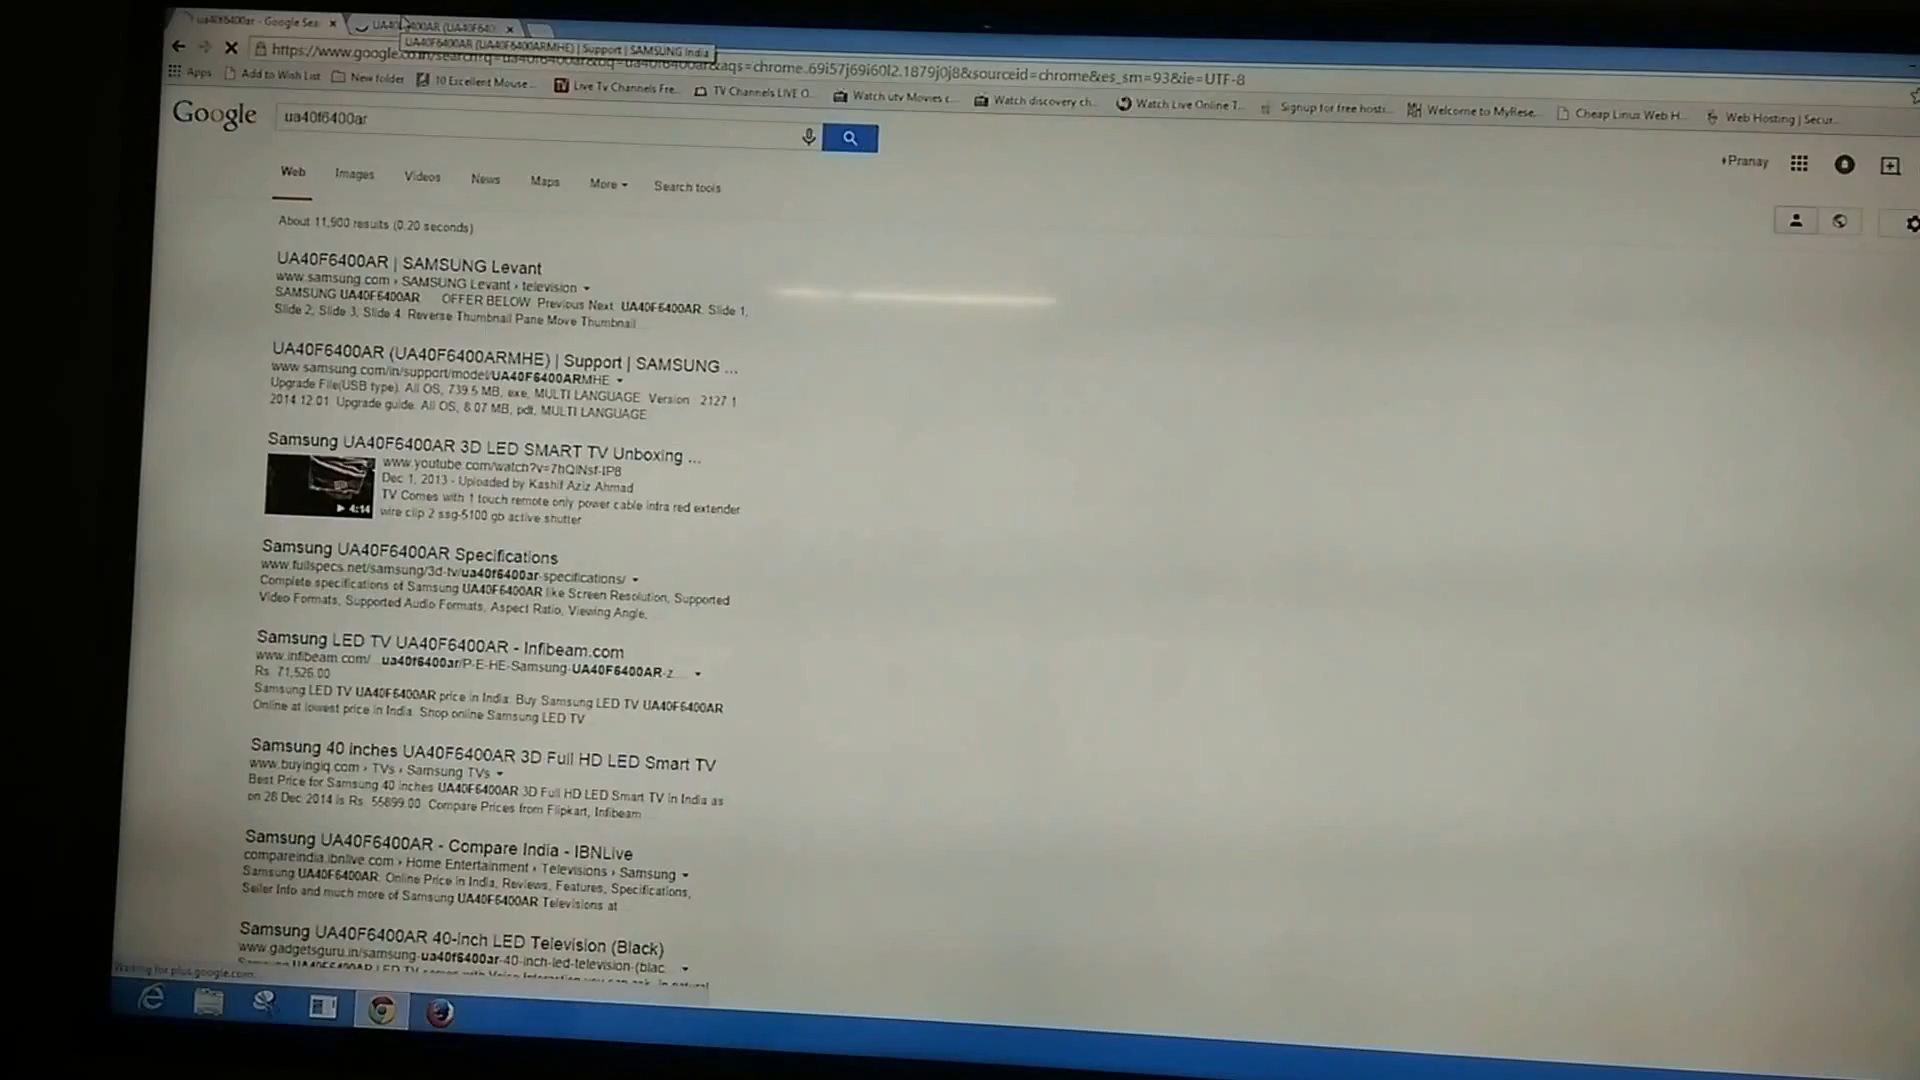 ua40f6400ar - Google Sea
UA40F6400AR (UA40F640
UA40F6400AR (UA40F6400ARMHE) | Support | SAMSUNG India
https://www.google.co.in/search?q=ua40f6400ar&oq=ua40f6400ar&aqs=chrome..69i57j69i60l2.1879j0j8&sourceid=chrome&es_sm=93&ie=UTF-8
Apps Add to Wish List New folder 10 Excellent Mouse... Live Tv Channels Fre... TV Channels LIVE O... Watch utv Movies c... Watch discovery ch... Watch Live Online T... Signup for free hosti... Welcome to MyRese... Cheap Linux Web H... Web Hosting | Secur...
Google ua40f6400ar
+Pranay
Web Images Videos News Maps More Search tools
About 11,900 results (0.20 seconds)
UA40F6400AR | SAMSUNG Levant
www.samsung.com › SAMSUNG Levant › television
SAMSUNG UA40F6400AR. OFFER BELOW. Previous Next. UA40F6400AR. Slide 1,
Slide 2, Slide 3, Slide 4. Reverse Thumbnail Pane Move Thumbnail
UA40F6400AR (UA40F6400ARMHE) | Support | SAMSUNG ...
www.samsung.com/in/support/model/UA40F6400ARMHE
Upgrade File(USB type). All OS, 739.5 MB, exe, MULTI LANGUAGE. Version : 2127.1
2014.12.01. Upgrade guide. All OS, 8.07 MB, pdf, MULTI LANGUAGE
Samsung UA40F6400AR 3D LED SMART TV Unboxing ...
www.youtube.com/watch?v=7hQlNsf-IP8
Dec 1, 2013 - Uploaded by Kashif Aziz Ahmad
TV Comes with 1 touch remote only power cable infra red extender
4:14
wire clip 2 ssg-5100 gb active shutter
Samsung UA40F6400AR Specifications
www.fullspecs.net/samsung/3d-tv/ua40f6400ar-specifications/
Complete specifications of Samsung UA40F6400AR like Screen Resolution, Supported
Video Formats, Supported Audio Formats, Aspect Ratio, Viewing Angle,
Samsung LED TV UA40F6400AR - Infibeam.com
www.infibeam.com/...ua40f6400ar/P-E-HE-Samsung-UA40F6400AR-z...
Rs. 71,526.00
Samsung LED TV UA40F6400AR price in India. Buy Samsung LED TV UA40F6400AR
Online at lowest price in India. Shop online Samsung LED TV
Samsung 40 inches UA40F6400AR 3D Full HD LED Smart TV
www.buyingiq.com › TVs › Samsung TVs
Best Price for Samsung 40 inches UA40F6400AR 3D Full HD LED Smart TV in India as
on 28 Dec 2014 is Rs. 55899.00. Compare Prices from Flipkart, Infibeam
Samsung UA40F6400AR - Compare India - IBNLive
compareindia.ibnlive.com › Home Entertainment › Televisions › Samsung
Samsung UA40F6400AR: Online Price in India, Reviews, Features, Specifications,
Seller Info and much more of Samsung UA40F6400AR Televisions at
Samsung UA40F6400AR 40-inch LED Television (Black)
www.gadgetsguru.in/samsung-ua40f6400ar-40-inch-led-television-(blac...
Waiting for plus.google.com...